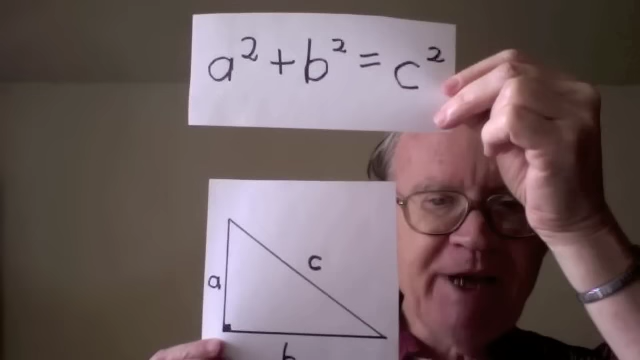 a² + b² = c²
c
a
b